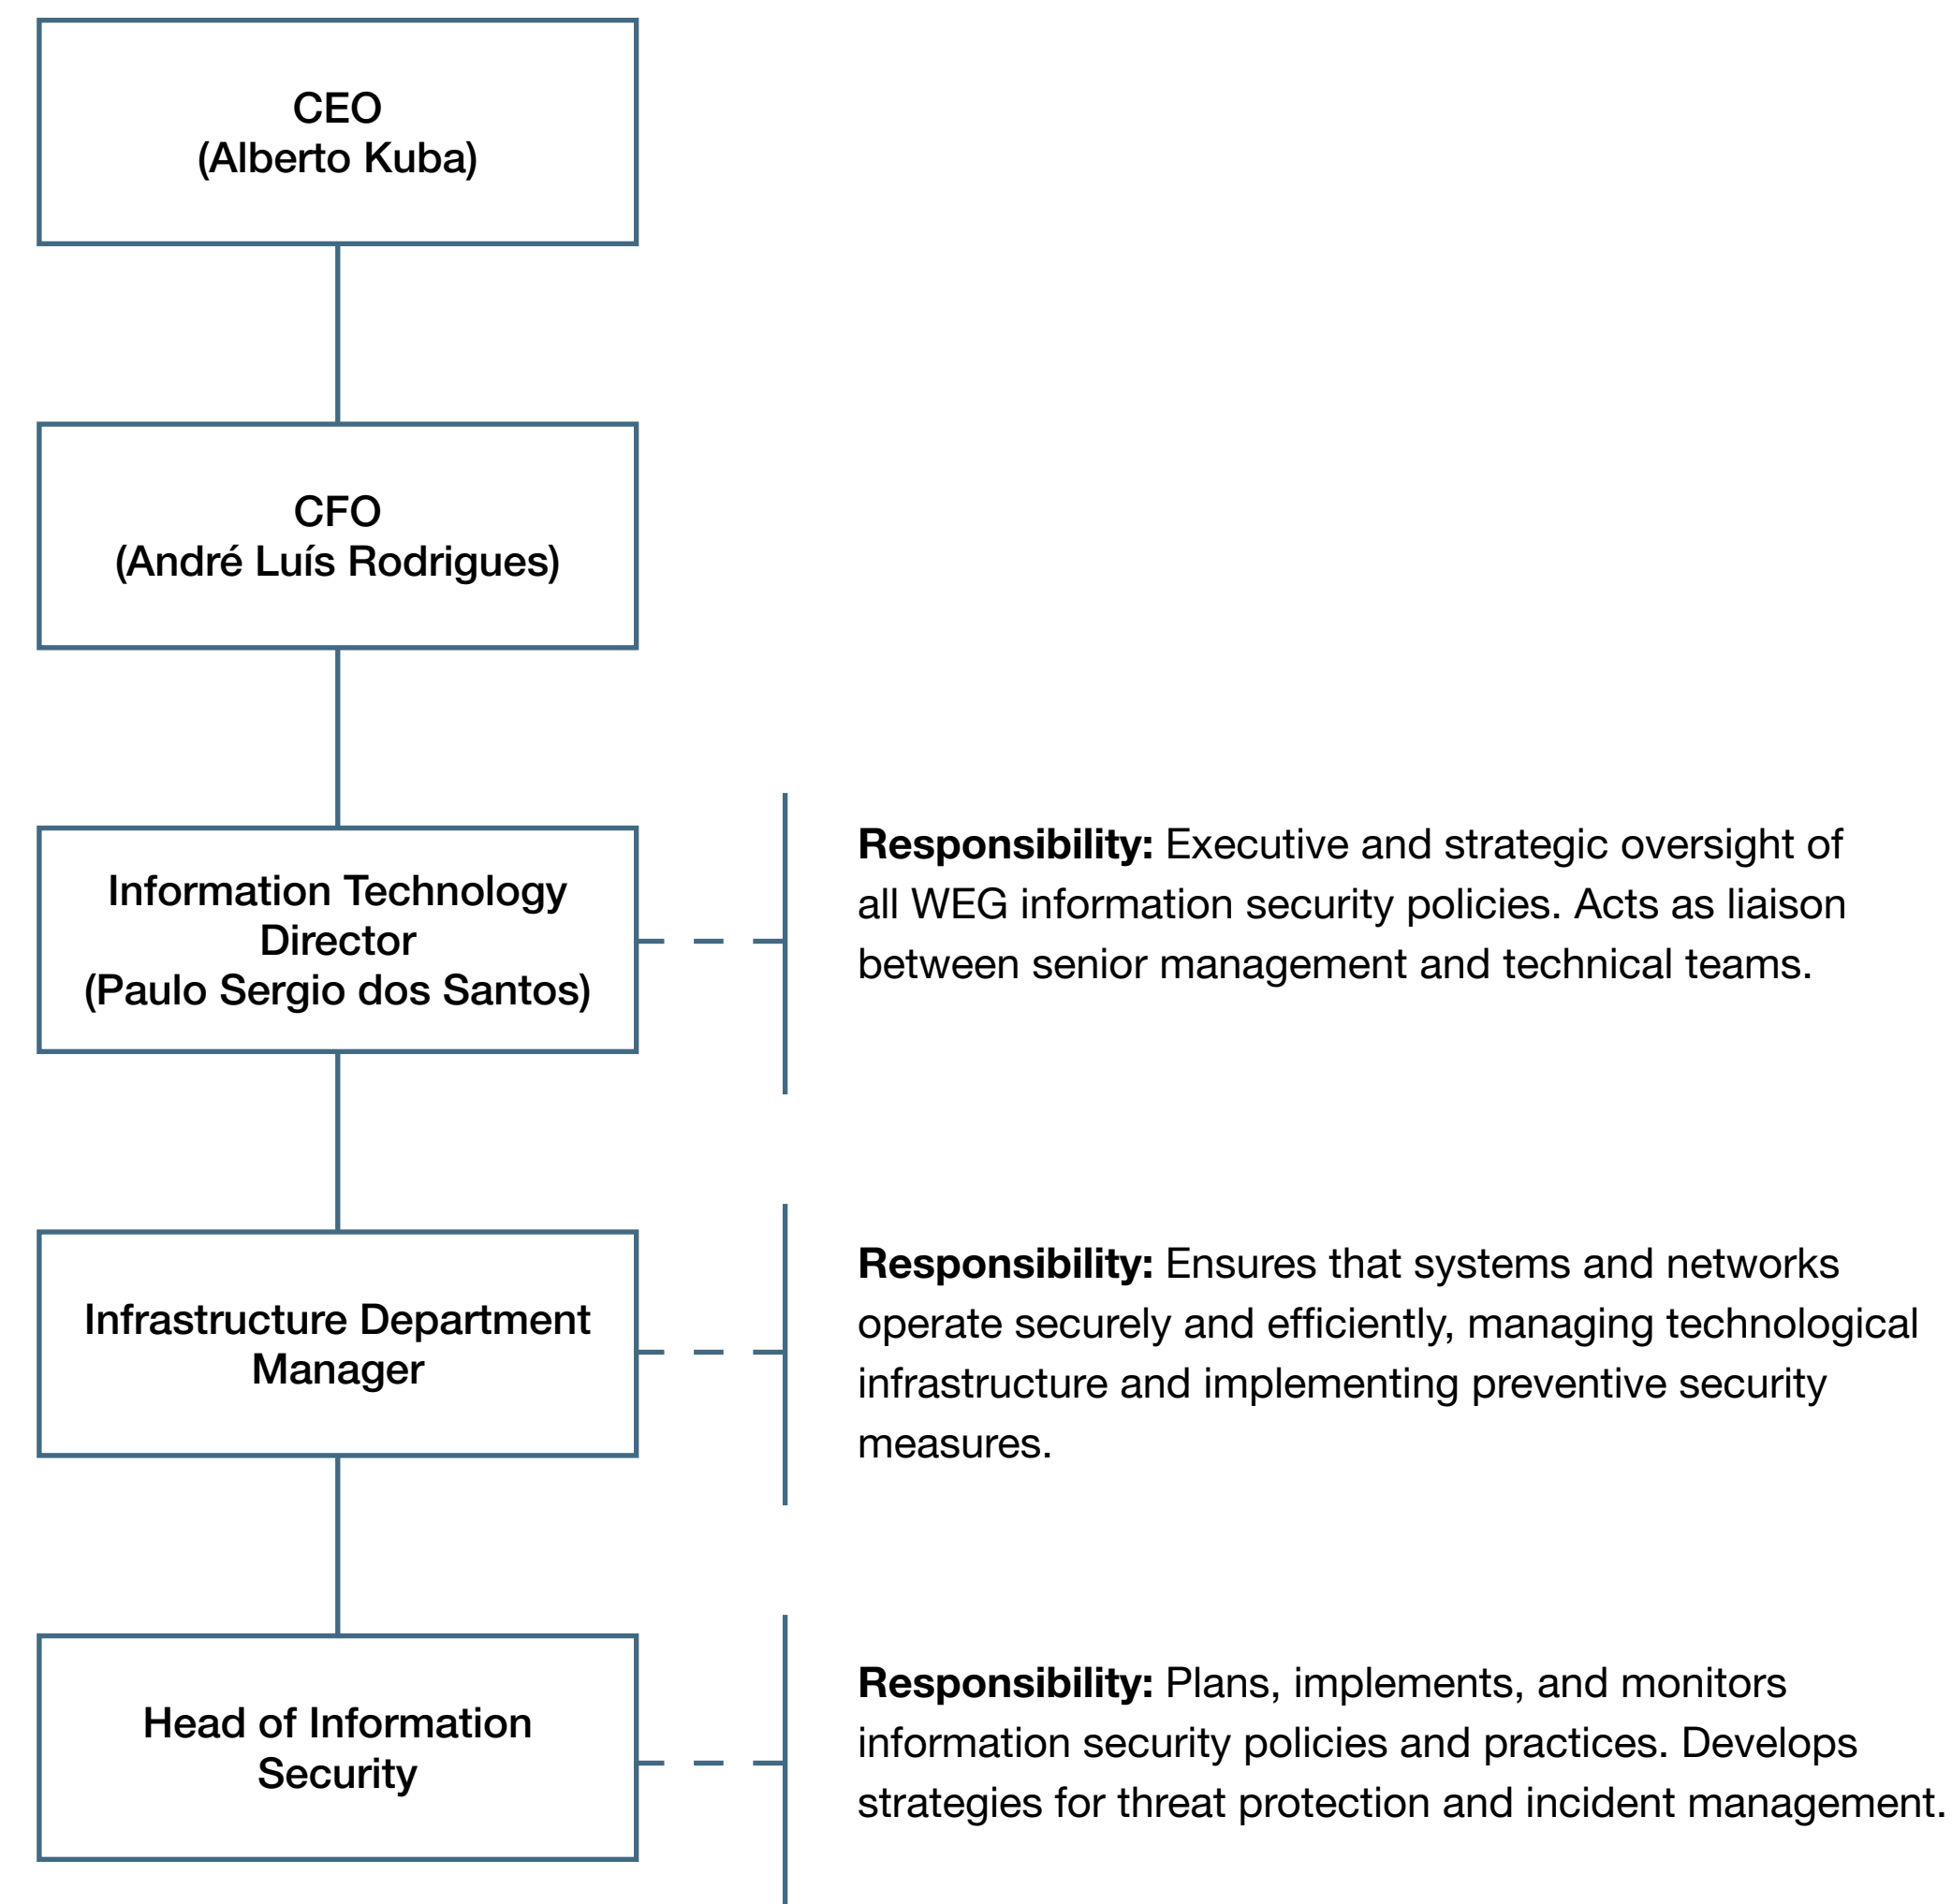 CEO
(Alberto Kuba)
CFO
(André Luís Rodrigues)
Information Technology
Director
(Paulo Sergio dos Santos)
Responsibility: Executive and strategic oversight of
all WEG information security policies. Acts as liaison
between senior management and technical teams.
Infrastructure Department
Manager
Responsibility: Ensures that systems and networks
operate securely and efficiently, managing technological
infrastructure and implementing preventive security
measures.
Head of Information
Security
Responsibility: Plans, implements, and monitors
information security policies and practices. Develops
strategies for threat protection and incident management.